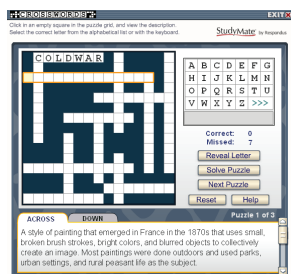 CROSSWORDS
EXIT
Click in an empty square in the puzzle grid, and view the description.
Select the correct letter from the alphabetical list or with the keyboard.
StudyMate by Respondus
C O L D W A R
A B C D E F G
H I J K L M N
O P Q R S T U
V W X Y Z >>>
Correct: 0
Missed: 7
Reveal Letter
Solve Puzzle
Next Puzzle
Reset Help
ACROSS DOWN
Puzzle 1 of 3
A style of painting that emerged in France in the 1870s that uses small,
broken brush strokes, bright colors, and blurred objects to collectively
create an image. Most paintings were done outdoors and used parks,
urban settings, and rural peasant life as the subject.